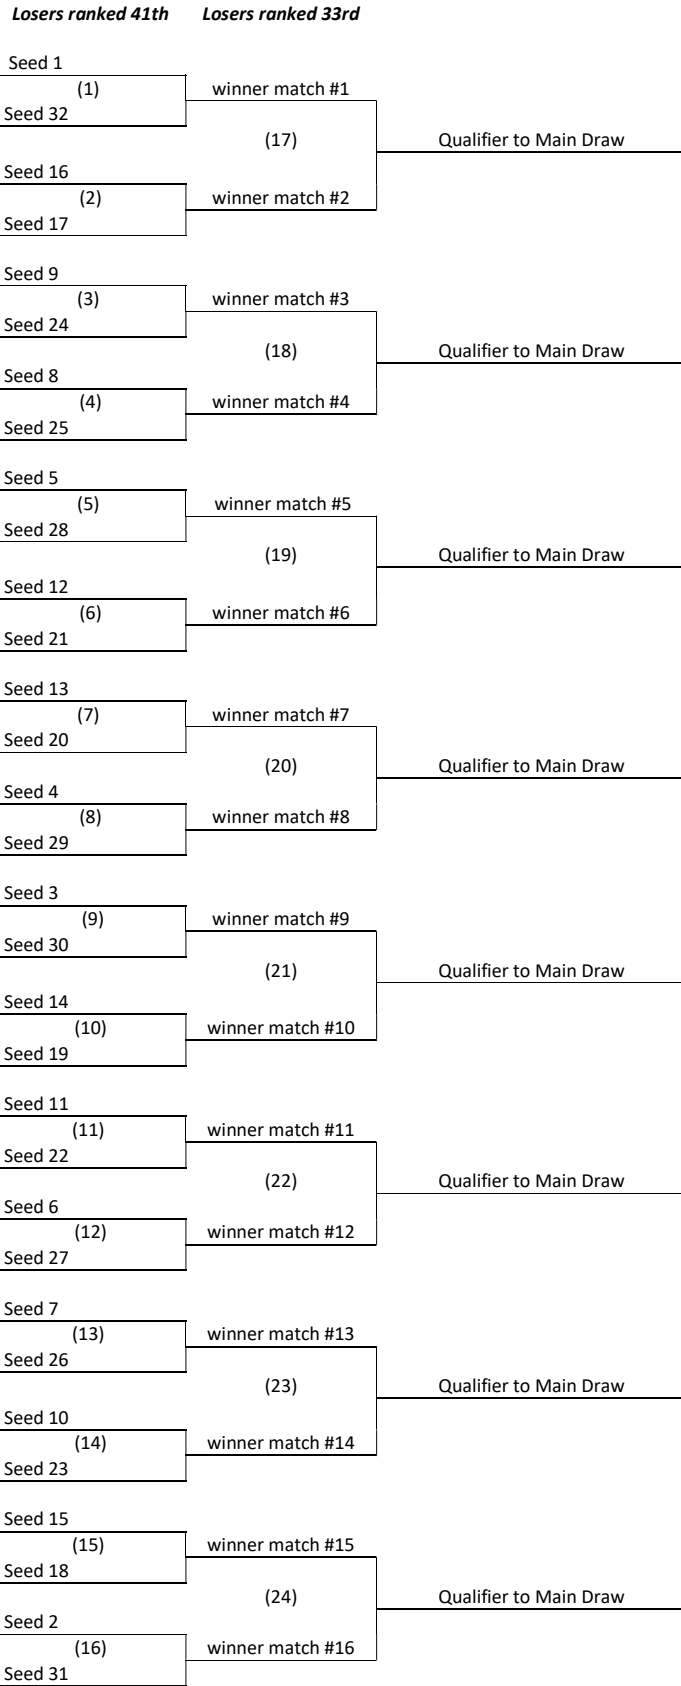 Losers ranked 41th Losers ranked 33rd
Seed 1
(1) winner match #1
Seed 32
(17) Qualifier to Main Draw
Seed 16
(2) winner match #2
Seed 17
Seed 9
(3) winner match #3
Seed 24
(18) Qualifier to Main Draw
Seed 8
(4) winner match #4
Seed 25
Seed 5
(5) winner match #5
Seed 28
(19) Qualifier to Main Draw
Seed 12
(6) winner match #6
Seed 21
Seed 13
(7) winner match #7
Seed 20
(20) Qualifier to Main Draw
Seed 4
(8) winner match #8
Seed 29
Seed 3
(9) winner match #9
Seed 30
(21) Qualifier to Main Draw
Seed 14
(10) winner match #10
Seed 19
Seed 11
(11) winner match #11
Seed 22
(22) Qualifier to Main Draw
Seed 6
(12) winner match #12
Seed 27
Seed 7
(13) winner match #13
Seed 26
(23) Qualifier to Main Draw
Seed 10
(14) winner match #14
Seed 23
Seed 15
(15) winner match #15
Seed 18
(24) Qualifier to Main Draw
Seed 2
(16) winner match #16
Seed 31